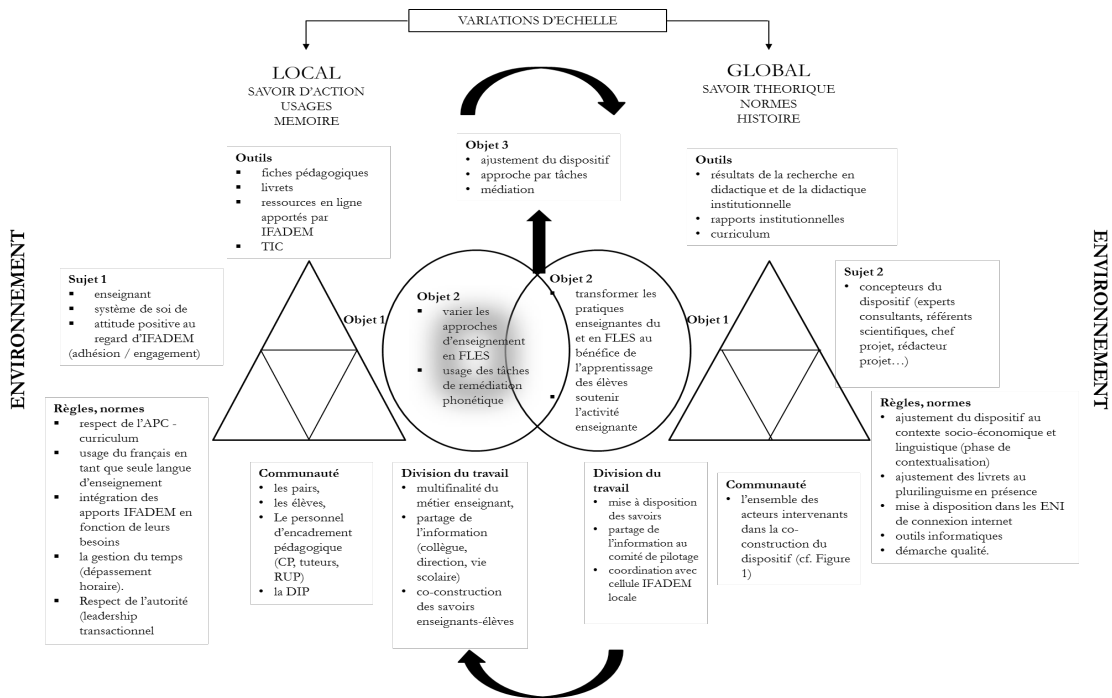 VARIATIONS D'ECHELLE
LOCAL
SAVOIR D'ACTION
USAGES
MEMOIRE
GLOBAL
SAVOIR THEORIQUE
NORMES
HISTOIRE
Objet 3
• ajustement du dispositif
• approche par tâches
• médiation
Outils
▪ fiches pédagogiques
▪ livrets
▪ ressources en ligne
apportés par
IFADEM
▪ TIC
Outils
• résultats de la recherche en
didactique et de la didactique
institutionnelle
• rapports institutionnelles
• curriculum
ENVIRONNEMENT
ENVIRONNEMENT
Sujet 1
▪ enseignant
▪ système de soi de
▪ attitude positive au
regard d'IFADEM
(adhésion / engagement)
Objet 1
Objet 2
▪ varier les
approches
d'enseignement
en FLES
▪ usage des tâches
de remédiation
phonétique
Objet 2
▪ transformer les
pratiques
enseignantes du
et en FLES au
bénéfice de
l'apprentissage
des élèves
▪ soutenir
l'activité
enseignante
Objet 1
Sujet 2
• concepteurs du
dispositif (experts
consultants, référents
scientifiques, chef
projet, rédacteur
projet…)
Règles, normes
▪ respect de l'APC -
curriculum
▪ usage du français en
tant que seule langue
d'enseignement
▪ intégration des
apports IFADEM en
fonction de leurs
besoins
▪ la gestion du temps
(dépassement
horaire).
▪ Respect de l'autorité
(leadership
transactionnel
Communauté
• les pairs,
• les élèves,
• Le personnel
d'encadrement
pédagogique
(CP, tuteurs,
RUP)
• la DIP
Division du travail
• multifinalité du
métier enseignant,
• partage de
l'information
(collègue,
direction, vie
scolaire)
• co-construction
des savoirs
enseignants-élèves
Division du
travail
• mise à disposition
des savoirs
• partage de
l'information au
comité de pilotage
• coordination avec
cellule IFADEM
locale
Communauté
• l'ensemble des
acteurs intervenants
dans la co-
construction du
dispositif (cf. Figure
1)
Règles, normes
• ajustement du dispositif au
contexte socio-économique et
linguistique (phase de
contextualisation)
• ajustement des livrets au
plurilinguisme en présence
• mise à disposition dans les ENI
de connexion internet
• outils informatiques
• démarche qualité.